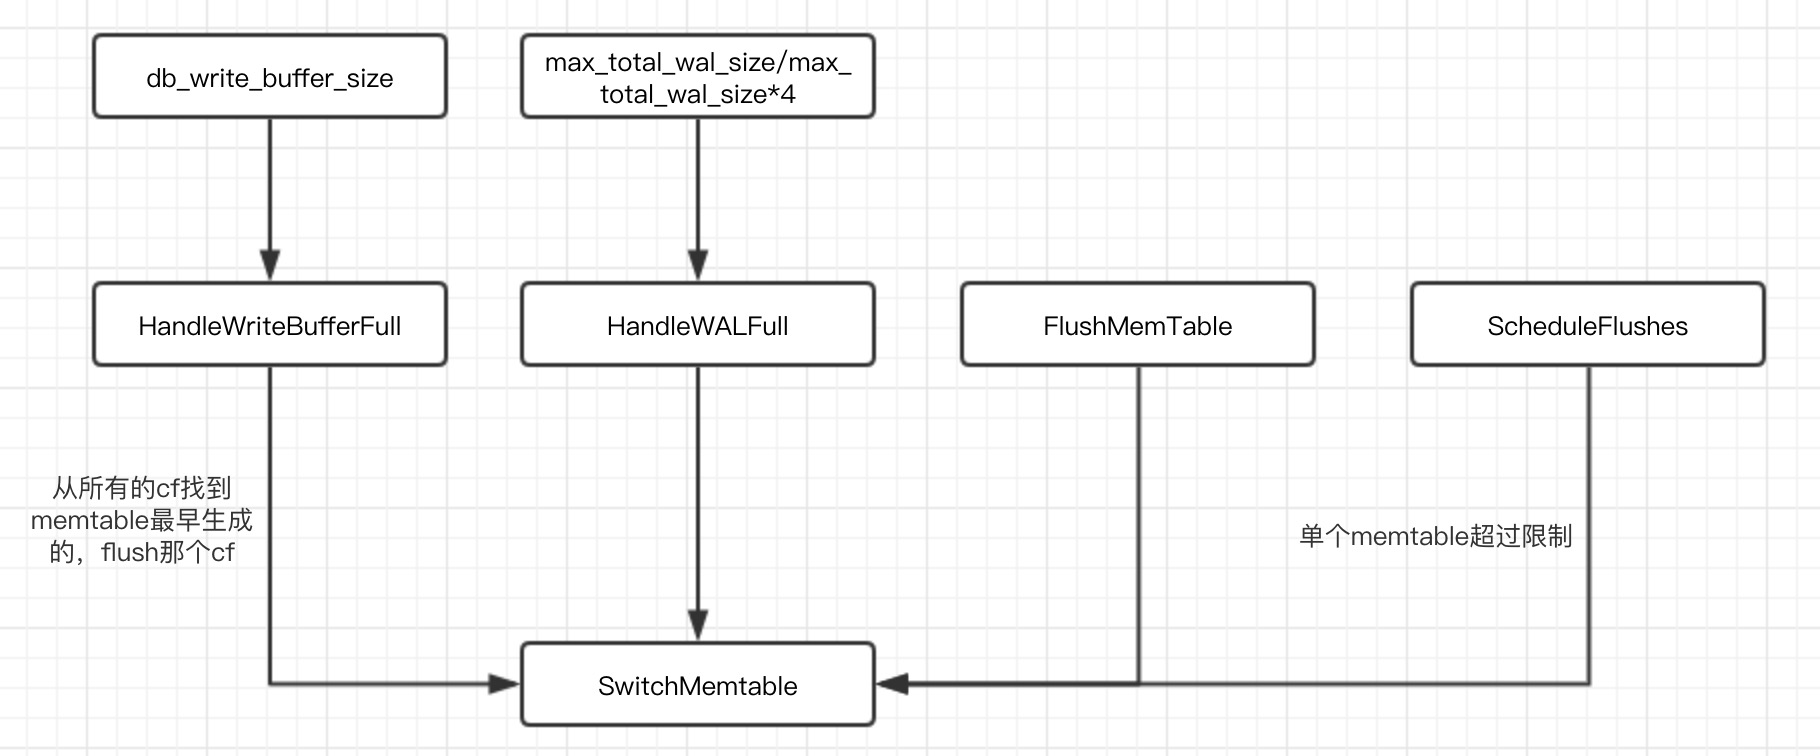 db_write_buffer_size
max_total_wal_size/max_
total_wal_size*4
HandleWriteBufferFull
HandleWALFull
FlushMemTable
ScheduleFlushes
从所有的cf找到
memtable最早生成
的，flush那个cf
单个memtable超过限制
SwitchMemtable